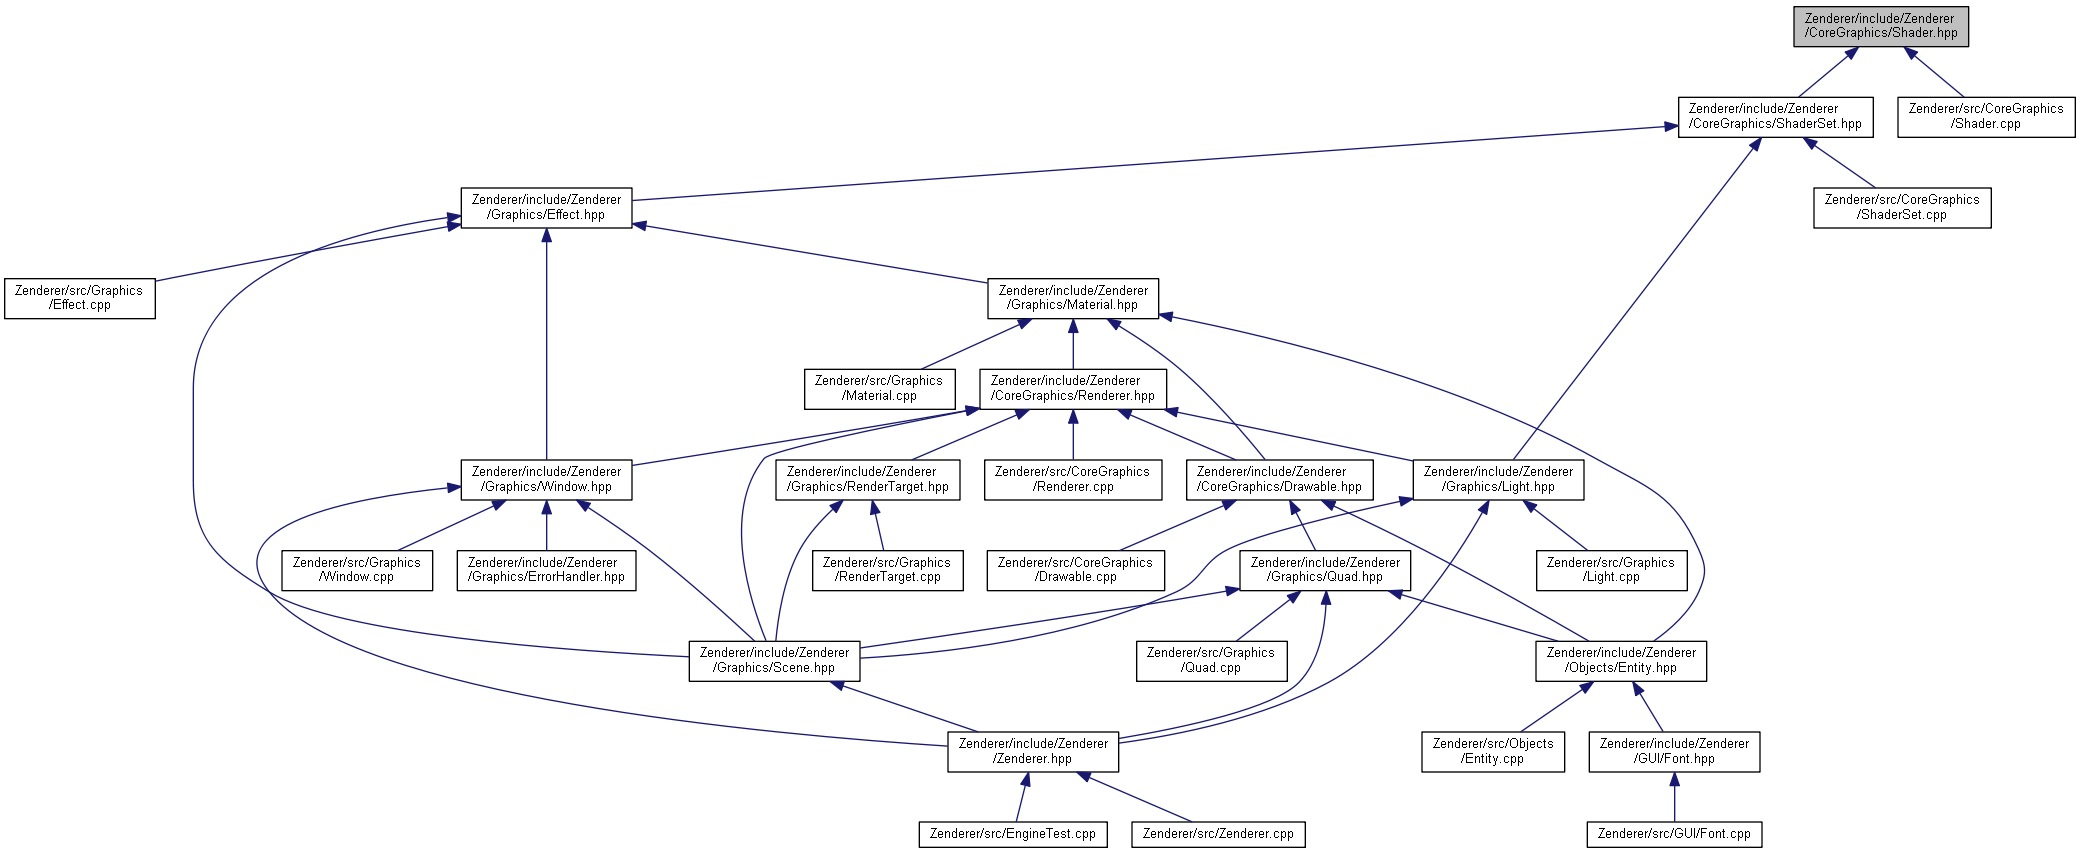 Zenderer/include/Zenderer
/CoreGraphics/Shader.hpp
Zenderer/include/Zenderer
/CoreGraphics/ShaderSet.hpp
Zenderer/src/CoreGraphics
/Shader.cpp
Zenderer/include/Zenderer
/Graphics/Effect.hpp
Zenderer/src/CoreGraphics
/ShaderSet.cpp
Zenderer/src/Graphics
/Effect.cpp
Zenderer/include/Zenderer
/Graphics/Material.hpp
Zenderer/src/Graphics
/Material.cpp
Zenderer/include/Zenderer
/CoreGraphics/Renderer.hpp
Zenderer/include/Zenderer
/Graphics/Window.hpp
Zenderer/include/Zenderer
/Graphics/RenderTarget.hpp
Zenderer/src/CoreGraphics
/Renderer.cpp
Zenderer/include/Zenderer
/CoreGraphics/Drawable.hpp
Zenderer/include/Zenderer
/Graphics/Light.hpp
Zenderer/src/Graphics
/Window.cpp
Zenderer/include/Zenderer
/Graphics/ErrorHandler.hpp
Zenderer/src/Graphics
/RenderTarget.cpp
Zenderer/src/CoreGraphics
/Drawable.cpp
Zenderer/include/Zenderer
/Graphics/Quad.hpp
Zenderer/src/Graphics
/Light.cpp
Zenderer/include/Zenderer
/Graphics/Scene.hpp
Zenderer/src/Graphics
/Quad.cpp
Zenderer/include/Zenderer
/Objects/Entity.hpp
Zenderer/include/Zenderer
/Zenderer.hpp
Zenderer/src/Objects
/Entity.cpp
Zenderer/include/Zenderer
/GUI/Font.hpp
Zenderer/src/EngineTest.cpp
Zenderer/src/Zenderer.cpp
Zenderer/src/GUI/Font.cpp